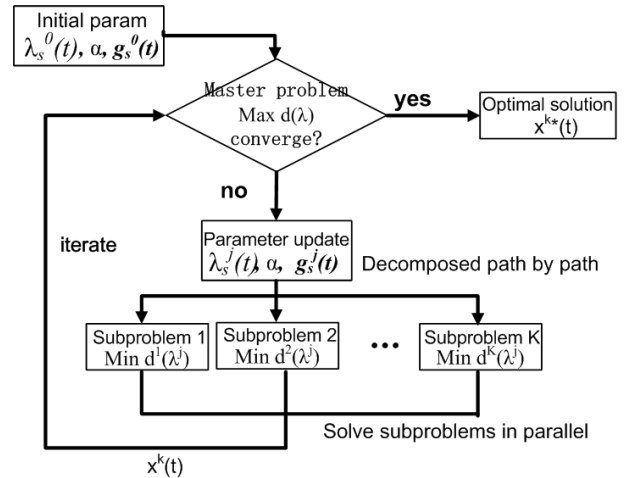 Initial param
λs⁰(t), α, gs⁰(t)
Master problem
Max d(λ)
converge?
yes
Optimal solution
xᵏ*(t)
no
iterate
Parameter update
λsʲ(t), α, gsʲ(t)
Decomposed path by path
Subproblem 1
Min d¹(λʲ)
Subproblem 2
Min d²(λʲ)
•••
Subproblem K
Min dᴷ(λʲ)
Solve subproblems in parallel
xᵏ(t)